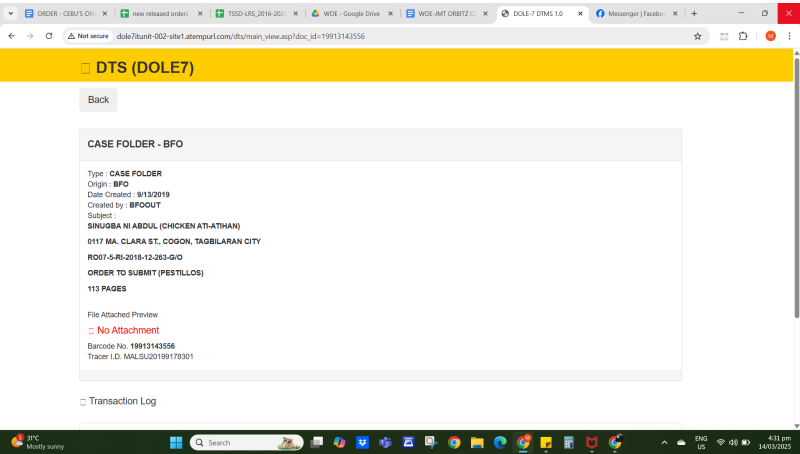 ORDER - CEBU'S ORI
new released orders
TSSD-LRS_2016-202
WOE - Google Drive
WOE-JMT ORBITZ CO
DOLE-7 DTMS 1.0
Messenger | Faceboo
Not secure dole7itunit-002-site1.atempurl.com/dts/main_view.asp?doc_id=19913143556
DTS (DOLE7)
Back
CASE FOLDER - BFO
Type : CASE FOLDER
Origin : BFO
Date Created : 9/13/2019
Created by : BFOOUT
Subject :
SINUGBA NI ABDUL (CHICKEN ATI-ATIHAN)
0117 MA. CLARA ST., COGON, TAGBILARAN CITY
RO07-5-RI-2018-12-263-G/O
ORDER TO SUBMIT (PESTILLOS)
113 PAGES
File Attached Preview
No Attachment
Barcode No. 19913143556
Tracer I.D. MALSU20199178301
Transaction Log
31°C
Mostly sunny
Search
ENG
US
4:31 pm
14/03/2025